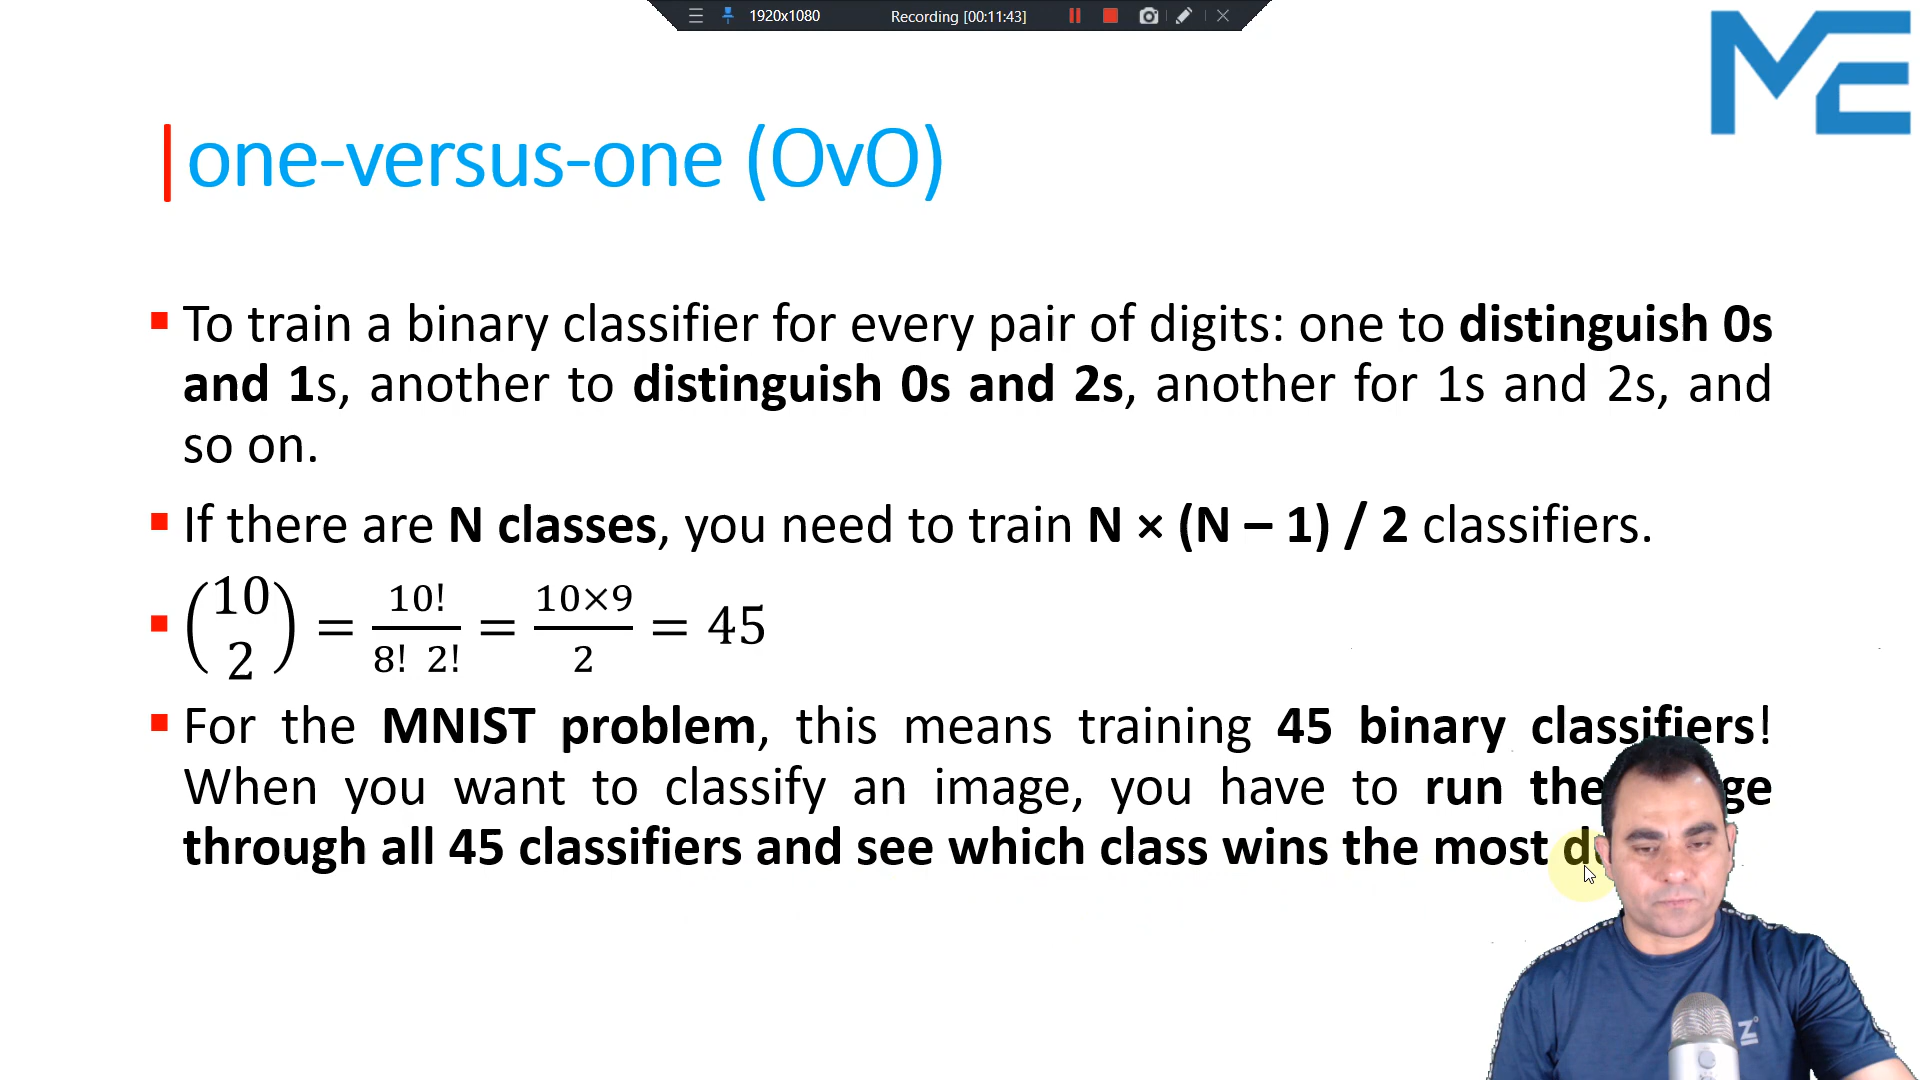 1920x1080 Recording [00:11:43]
ME
one-versus-one (OvO)
To train a binary classifier for every pair of digits: one to distinguish 0s
and 1s, another to distinguish 0s and 2s, another for 1s and 2s, and
so on.
If there are N classes, you need to train N × (N – 1) / 2 classifiers.
(10 2) = 10!/8! 2! = 10×9/2 = 45
For the MNIST problem, this means training 45 binary classifiers!
When you want to classify an image, you have to run the
through all 45 classifiers and see which class wins the most